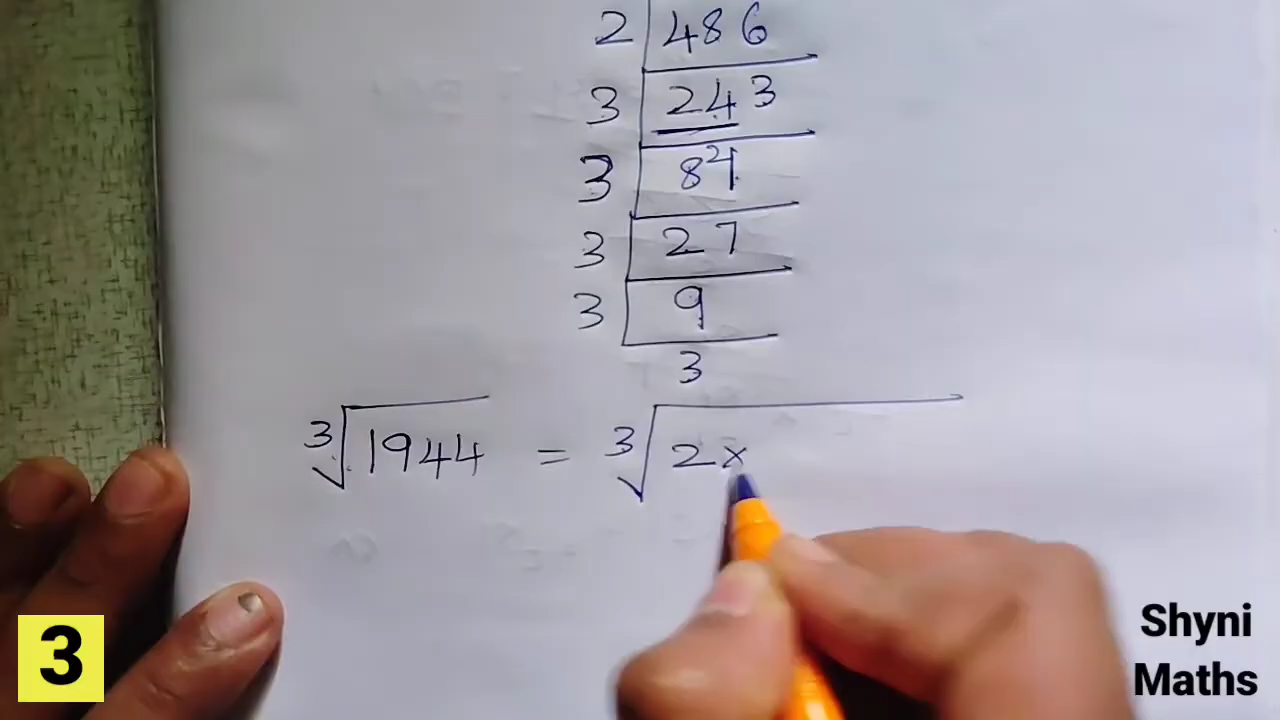 2 486
3 243
3 81
3 27
3 9
3
∛1944 = ∛2×
3
Shyni
Maths